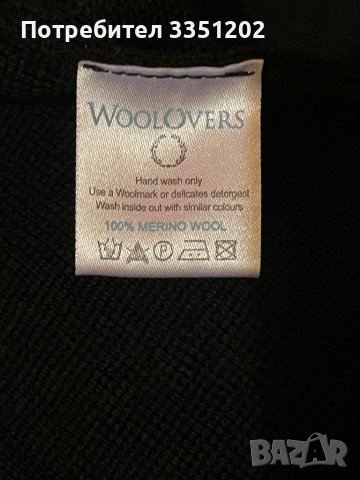 Потребител 3351202
WOOLOVERS
Hand wash only
Use a Woolmark or delicates detergent
Wash inside out with similar colours
100% MERINO WOOL
P
BAZAR